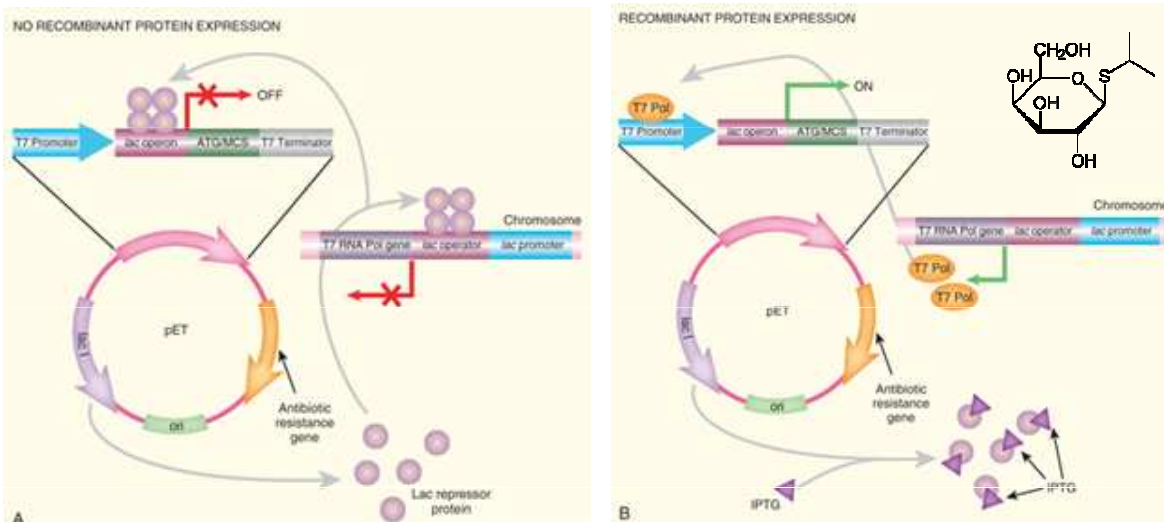 NO RECOMBINANT PROTEIN EXPRESSION
OFF
T7 Promoter
lac operon
ATG/MCS
T7 Terminator
Chromosome
T7 RNA Pol gene
lac operator
lac promoter
pET
lac I
Antibiotic
resistance
gene
ori
Lac repressor
protein
A
RECOMBINANT PROTEIN EXPRESSION
CH₂OH
OH
O
S
OH
OH
ON
T7 Pol
T7 Promoter
lac operon
ATG/MCS
T7 Terminator
Chromosome
T7 RNA Pol gene
lac operator
lac promoter
T7 Pol
T7 Pol
pET
lac I
Antibiotic
resistance
gene
ori
IPTG
IPTG
B